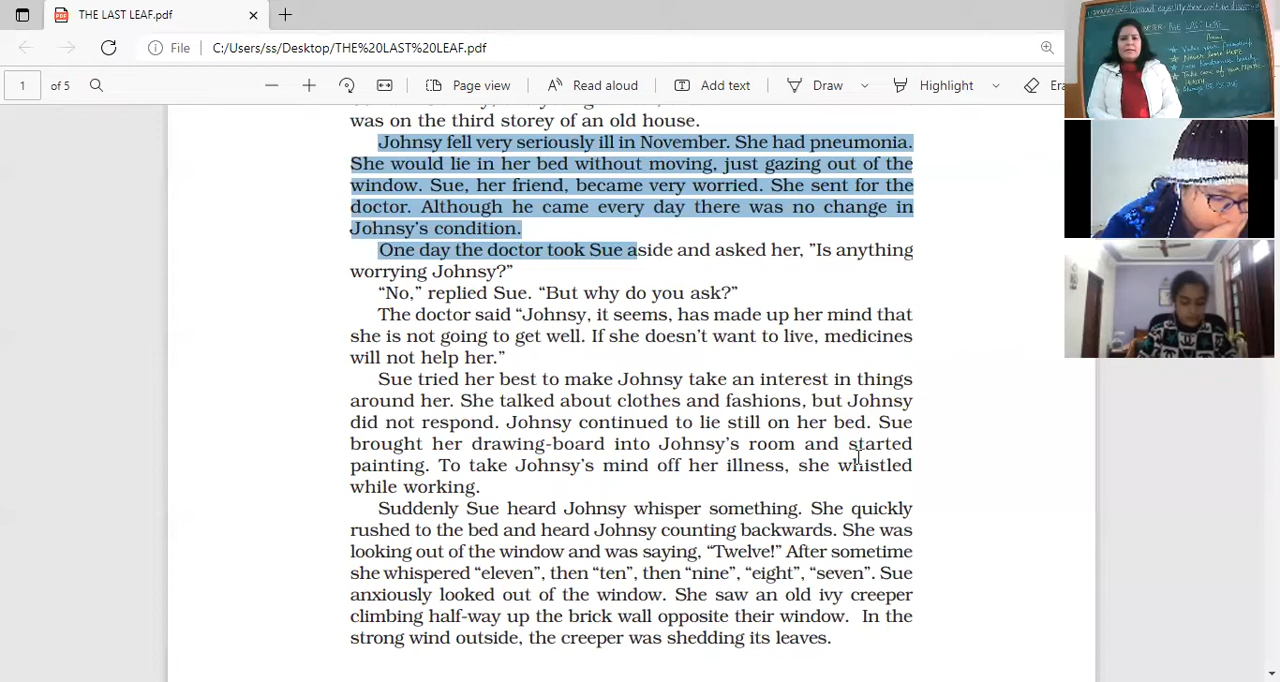 THE LAST LEAF.pdf
File
C:/Users/ss/Desktop/THE%20LAST%20LEAF.pdf
1 of 5
Page view
Read aloud
Add text
Draw
Highlight
Era
was on the third storey of an old house.
Johnsy fell very seriously ill in November. She had pneumonia.
She would lie in her bed without moving, just gazing out of the
window. Sue, her friend, became very worried. She sent for the
doctor. Although he came every day there was no change in
Johnsy's condition.
One day the doctor took Sue aside and asked her, "Is anything
worrying Johnsy?"
“No,” replied Sue. “But why do you ask?”
The doctor said “Johnsy, it seems, has made up her mind that
she is not going to get well. If she doesn't want to live, medicines
will not help her.”
Sue tried her best to make Johnsy take an interest in things
around her. She talked about clothes and fashions, but Johnsy
did not respond. Johnsy continued to lie still on her bed. Sue
brought her drawing-board into Johnsy's room and started
painting. To take Johnsy's mind off her illness, she whistled
while working.
Suddenly Sue heard Johnsy whisper something. She quickly
rushed to the bed and heard Johnsy counting backwards. She was
looking out of the window and was saying, “Twelve!” After sometime
she whispered “eleven”, then “ten”, then “nine”, “eight”, “seven”. Sue
anxiously looked out of the window. She saw an old ivy creeper
climbing half-way up the brick wall opposite their window. In the
strong wind outside, the creeper was shedding its leaves.
THE LAST LEAF
Value your friendship
Never lose HOPE